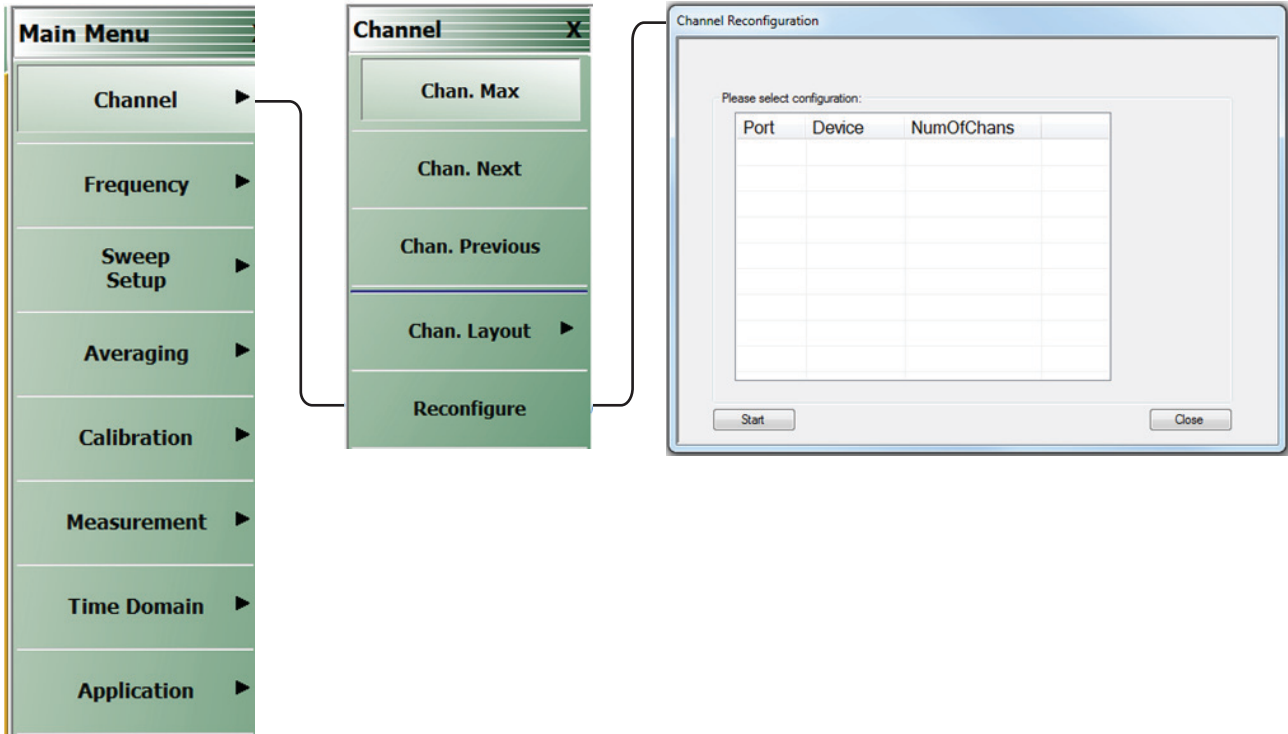 Main Menu
Channel
Frequency
Sweep
Setup
Averaging
Calibration
Measurement
Time Domain
Application
Channel X
Chan. Max
Chan. Next
Chan. Previous
Chan. Layout
Reconfigure
Channel Reconfiguration
Please select configuration:
Port Device NumOfChans
Start Close